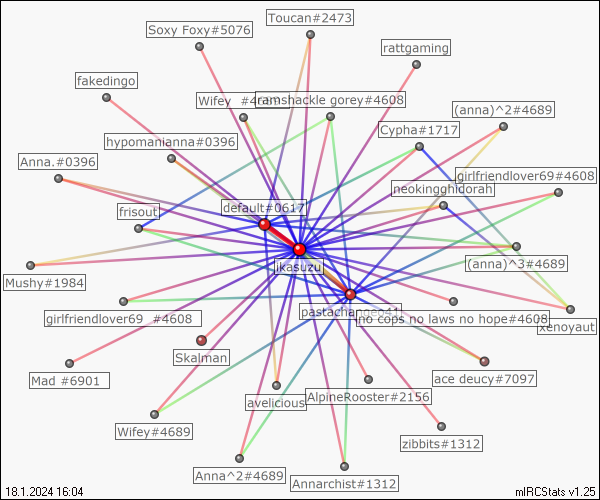 Toucan#2473
Soxy Foxy#5076
rattgaming
fakedingo
Wifey #4689
ramshackle gorey#4608
(anna)^2#4689
Cypha#1717
hypomanianna#0396
Anna.#0396
girlfriendlover69#4608
neokingghidorah
default#0617
frisout
(anna)^3#4689
likasuzu
Mushy#1984
girlfriendlover69 #4608
no cops no laws no hope#4608
xenoyaut
Skalman
Mad #6901
ace deucy#7097
avelicious
AlpineRooster#2156
Wifey#4689
zibbits#1312
Anna^2#4689
Annarchist#1312
18.1.2024 16:04
mIRCStats v1.25